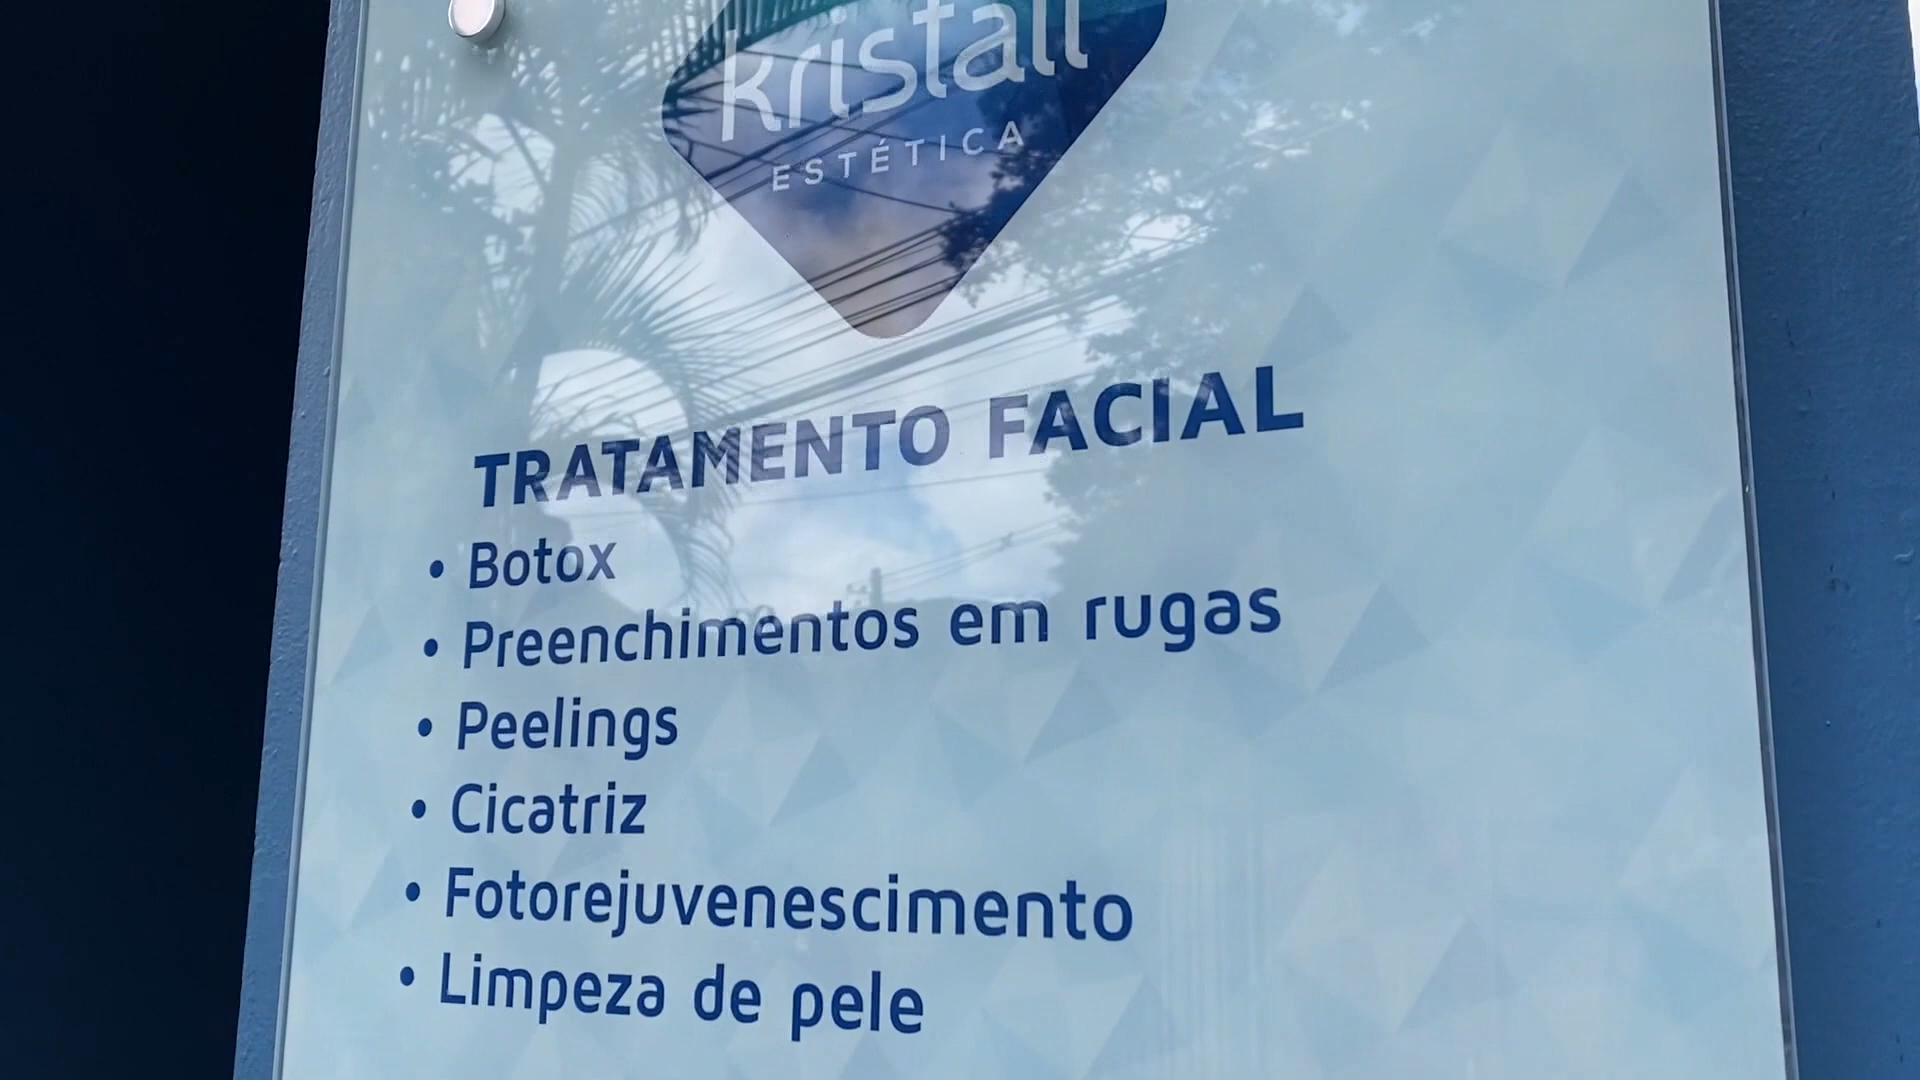 kristall
ESTÉTICA
TRATAMENTO FACIAL
• Botox
• Preenchimentos em rugas
• Peelings
• Cicatriz
• Fotorejuvenescimento
• Limpeza de pele